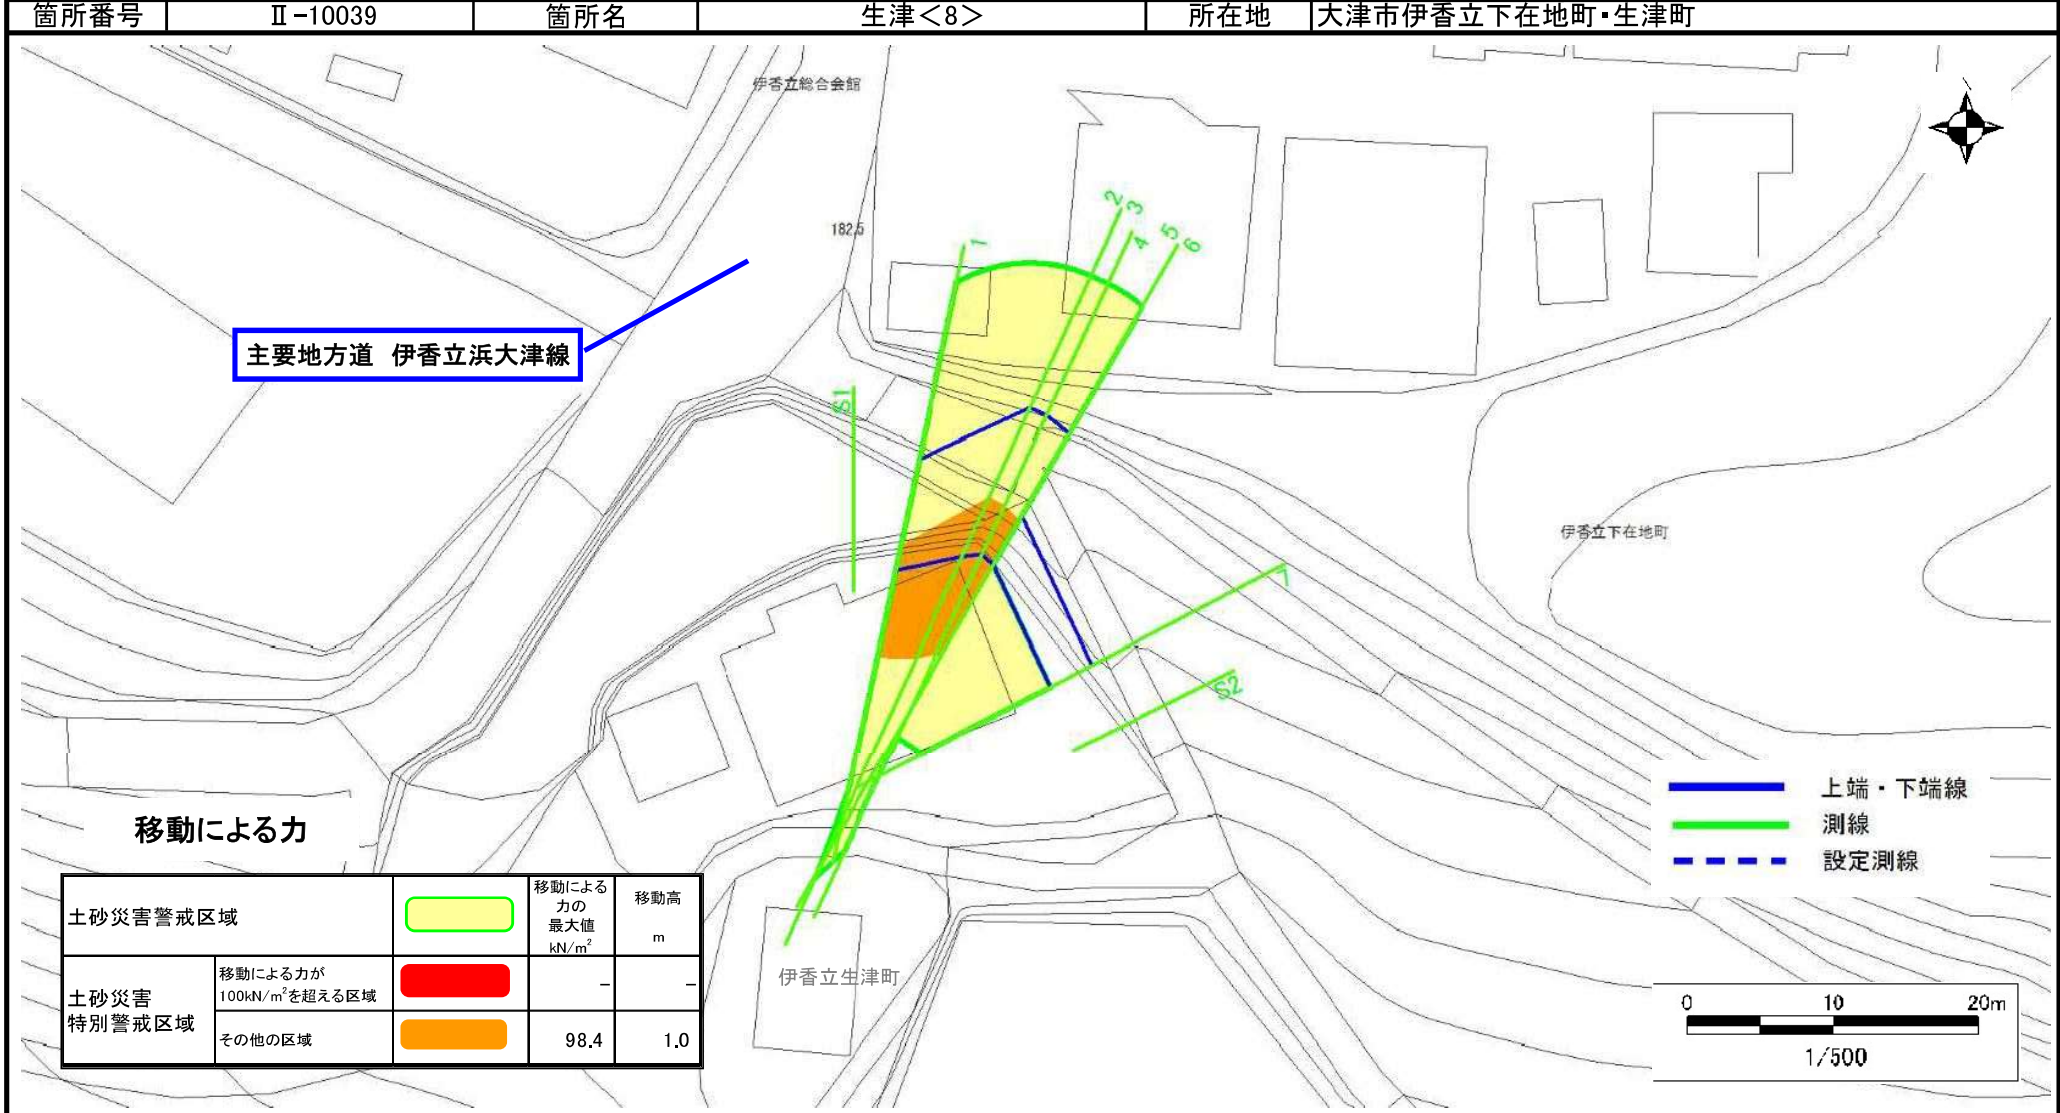 箇所番号 Ⅱ-10039 箇所名 生津<8> 所在地 大津市伊香立下在地町・生津町
伊香立総合会館
182.5
1
2
3
4
5
6
主要地方道 伊香立浜大津線
S1
伊香立下在地町
7
S2
上端・下端線
測線
設定測線
移動による力
土砂災害警戒区域
移動による
力の
最大値
kN/m²
移動高
m
土砂災害
特別警戒区域
移動による力が
100kN/m²を超える区域
－ －
その他の区域
98.4 1.0
伊香立生津町
0 10 20m
1/500